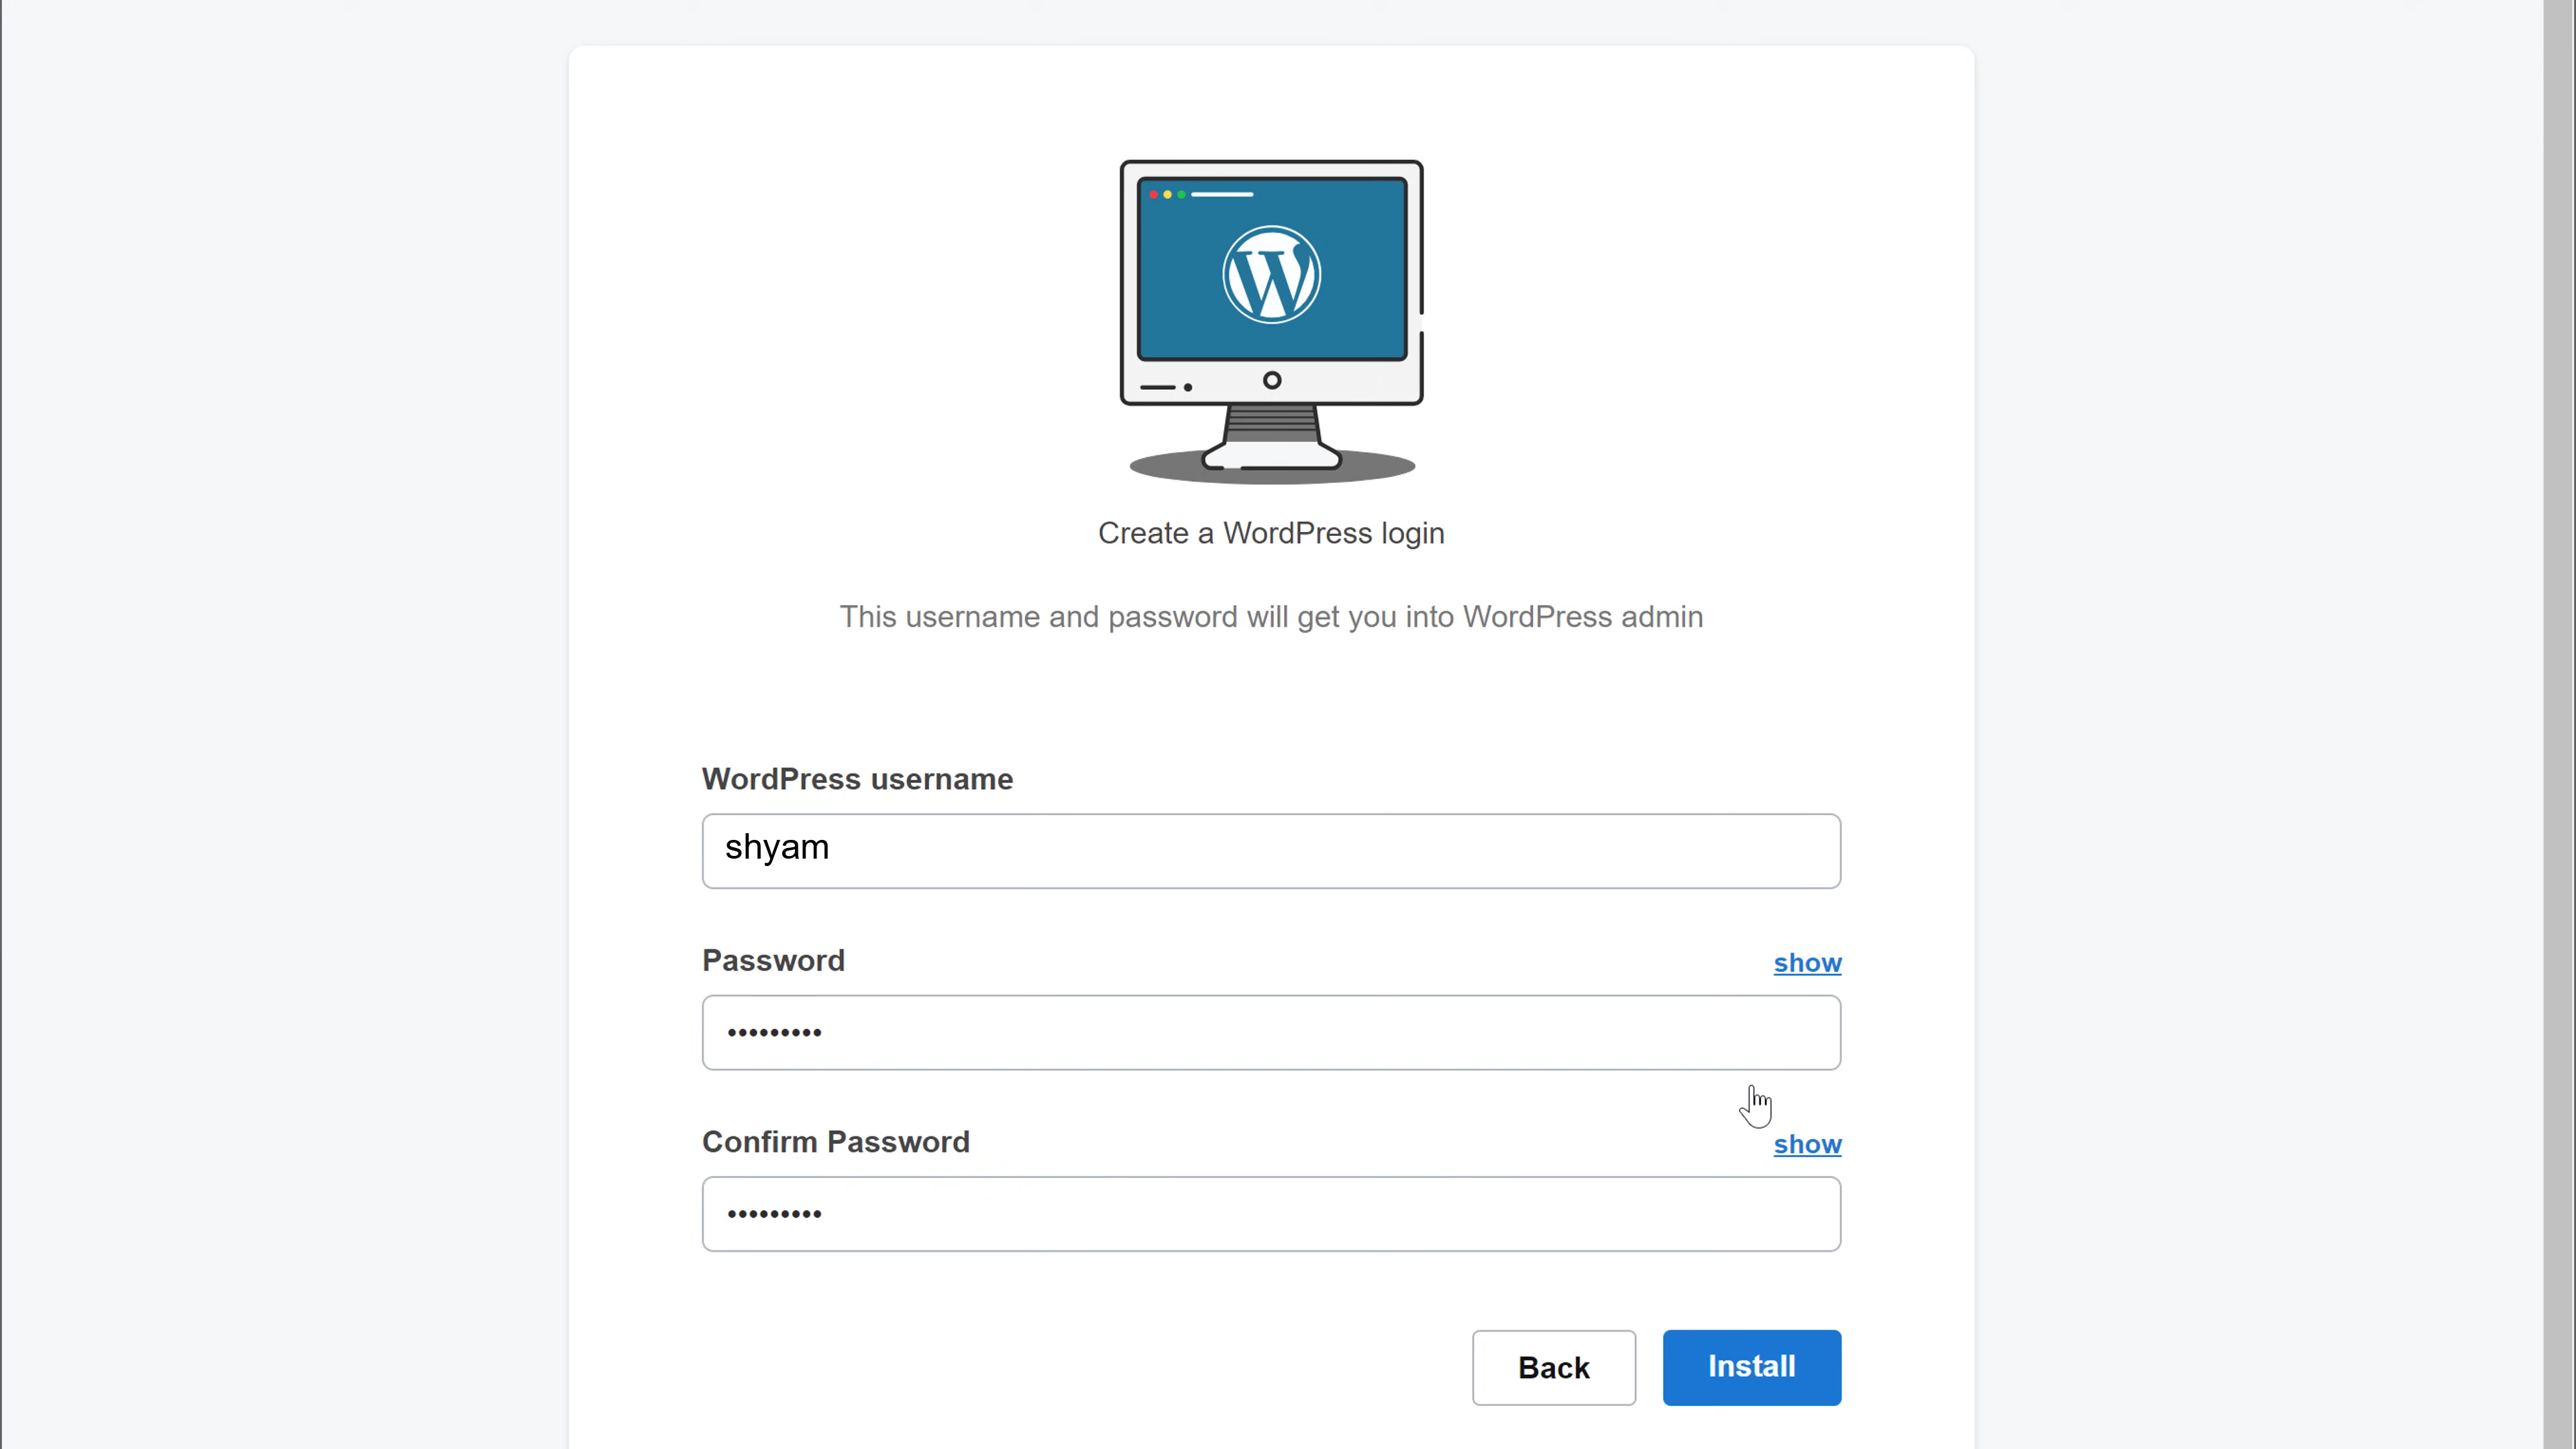 Create a WordPress login
This username and password will get you into WordPress admin
WordPress username
shyam
Password show
•••••••••
Confirm Password show
•••••••••
Back Install